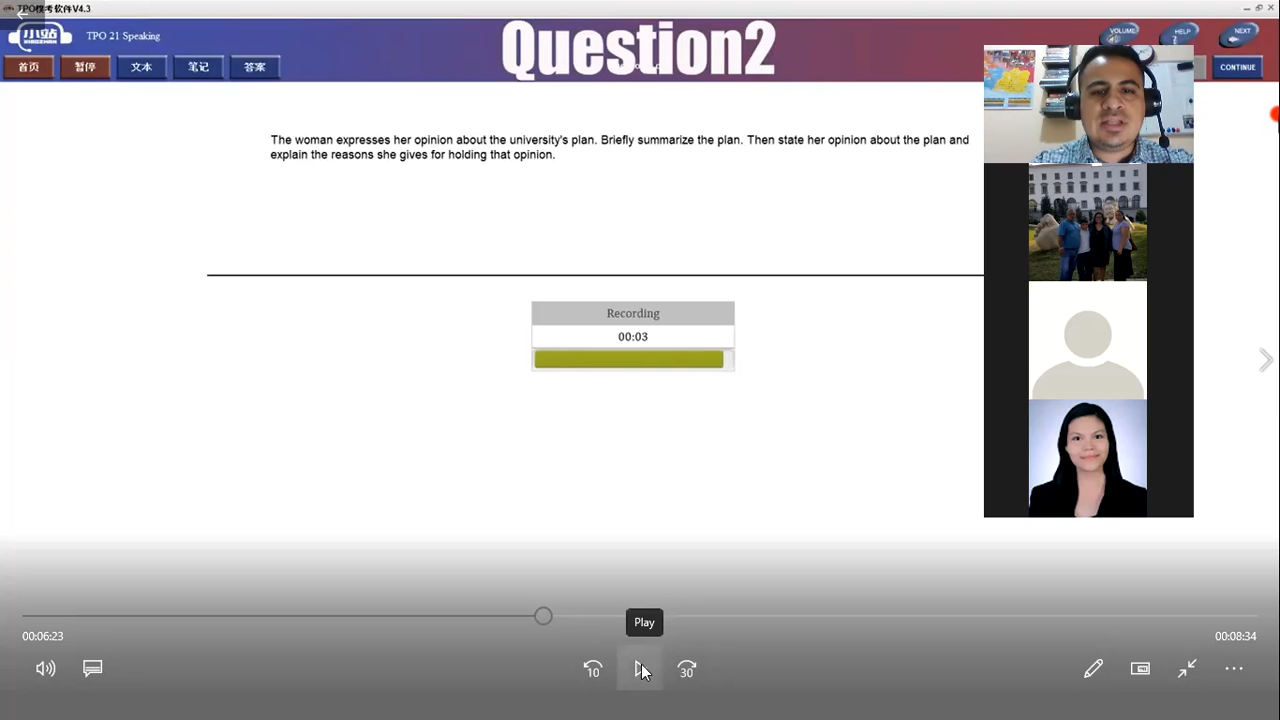 TPO模考软件V4.3
小站
XIAOZHAN
TPO 21 Speaking
Question2
VOLUME
HELP
NEXT
首页
暂停
文本
笔记
答案
CONTINUE
The woman expresses her opinion about the university's plan. Briefly summarize the plan. Then state her opinion about the plan and
explain the reasons she gives for holding that opinion.
Recording
00:03
Play
00:06:23
00:08:34
10
30